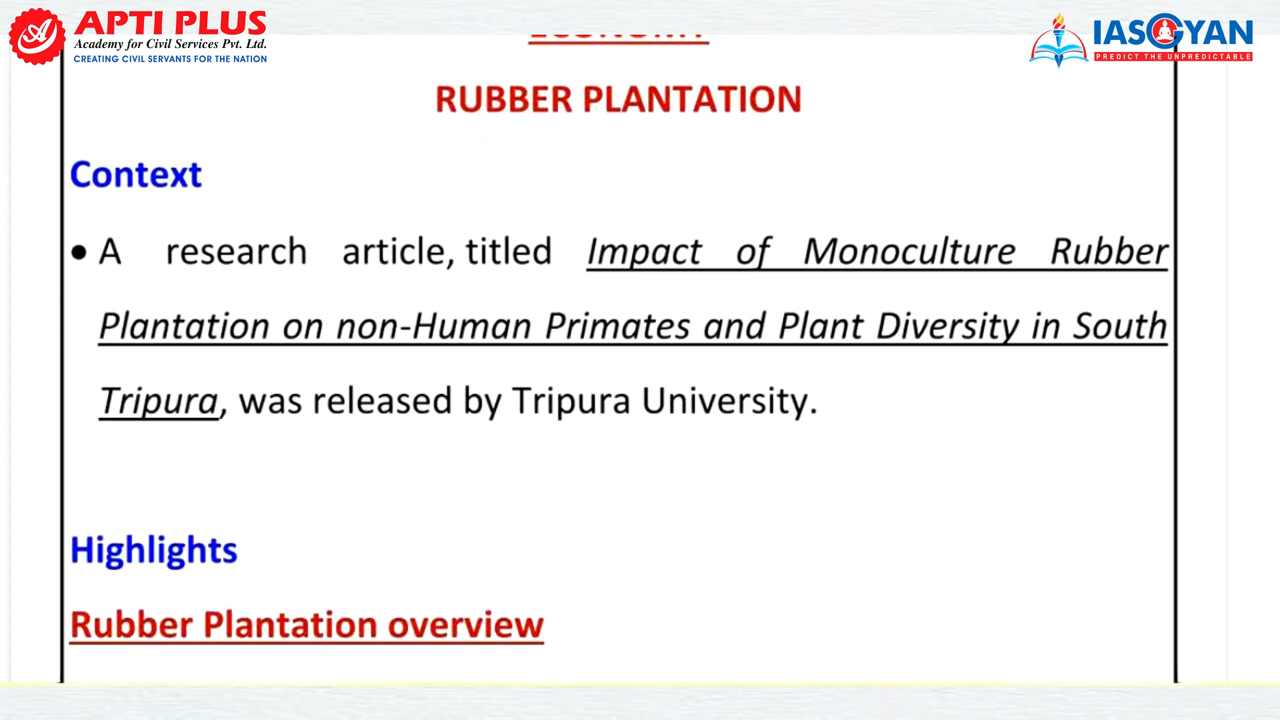 APTI PLUS
Academy for Civil Services Pvt. Ltd.
CREATING CIVIL SERVANTS FOR THE NATION
IASGYAN
PREDICT THE UNPREDICTABLE
ECONOMY
RUBBER PLANTATION
Context
• A research article, titled Impact of Monoculture Rubber
Plantation on non-Human Primates and Plant Diversity in South
Tripura, was released by Tripura University.
Highlights
Rubber Plantation overview